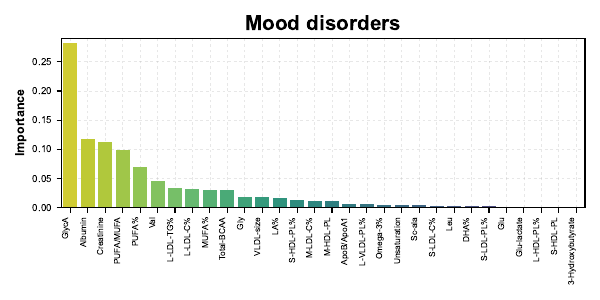 Mood disorders
Importance
0.25
0.20
0.15
0.10
0.05
0.00
GlycA
Albumin
Creatinine
PUFA/MUFA
PUFA%
Val
L-LDL-TG%
L-LDL-C%
MUFA%
Total-BCAA
Gly
VLDL-size
LA%
S-HDL-PL%
M-LDL-C%
M-HDL-PL
ApoB/ApoA1
L-VLDL-PL%
Omega-3%
Unsaturation
So-ala
S-LDL-C%
Leu
DHA%
S-LDL-PL%
Glu
Glu-lactate
L-HDL-PL%
S-HDL-PL
3-Hydroxybutyrate